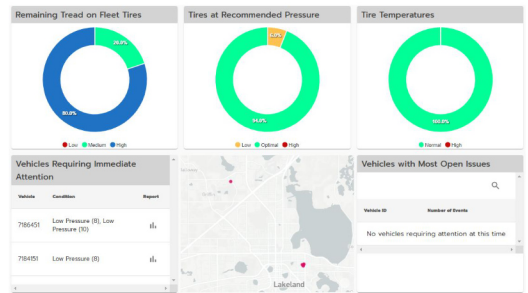 Remaining Tread on Fleet Tires
20.0%
80.0%
Low Medium High
Tires at Recommended Pressure
6.0%
94.0%
Low Optimal High
Tire Temperatures
100.0%
Normal High
Vehicles Requiring Immediate
Attention
Vehicle Condition Report
7186451 Low Pressure (8), Low
Pressure (10)
7184151 Low Pressure (8)
Lakeland
Vehicles with Most Open Issues
Vehicle ID Number of Events
No vehicles requiring attention at this time